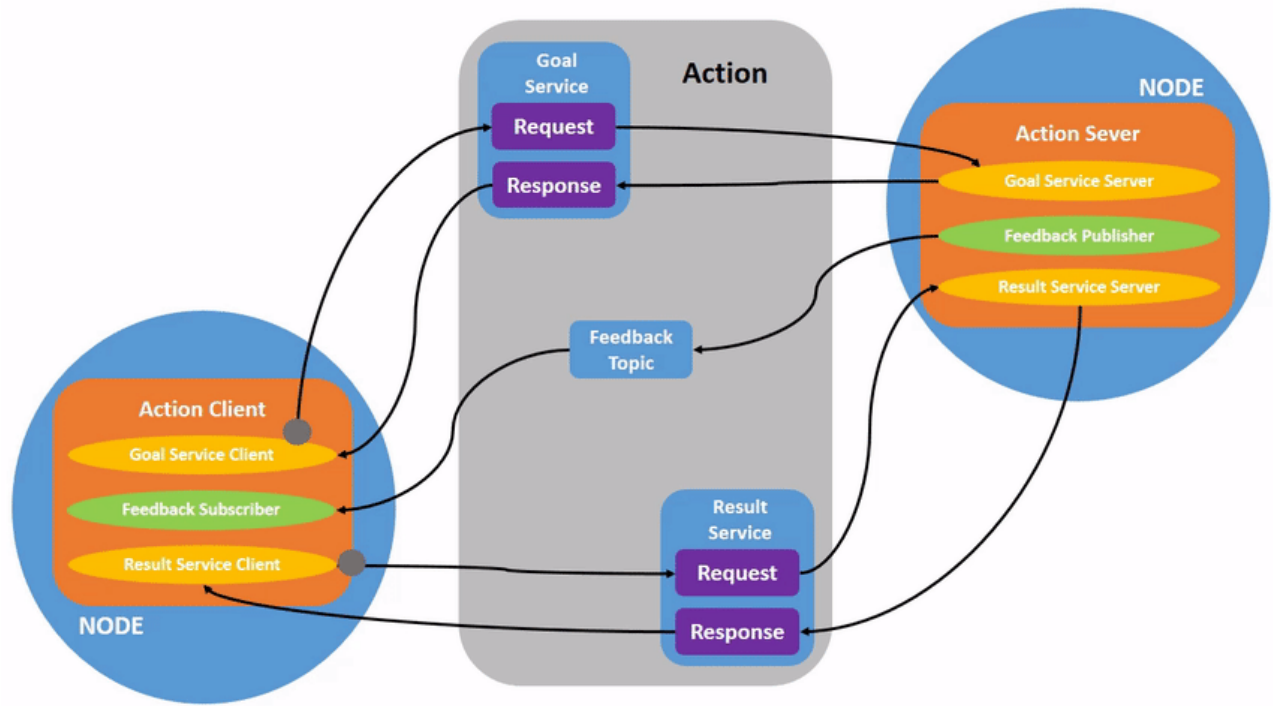 Goal
Service
Request
Response
Action
NODE
Action Sever
Goal Service Server
Feedback Publisher
Result Service Server
Feedback
Topic
Action Client
Goal Service Client
Feedback Subscriber
Result Service Client
NODE
Result
Service
Request
Response